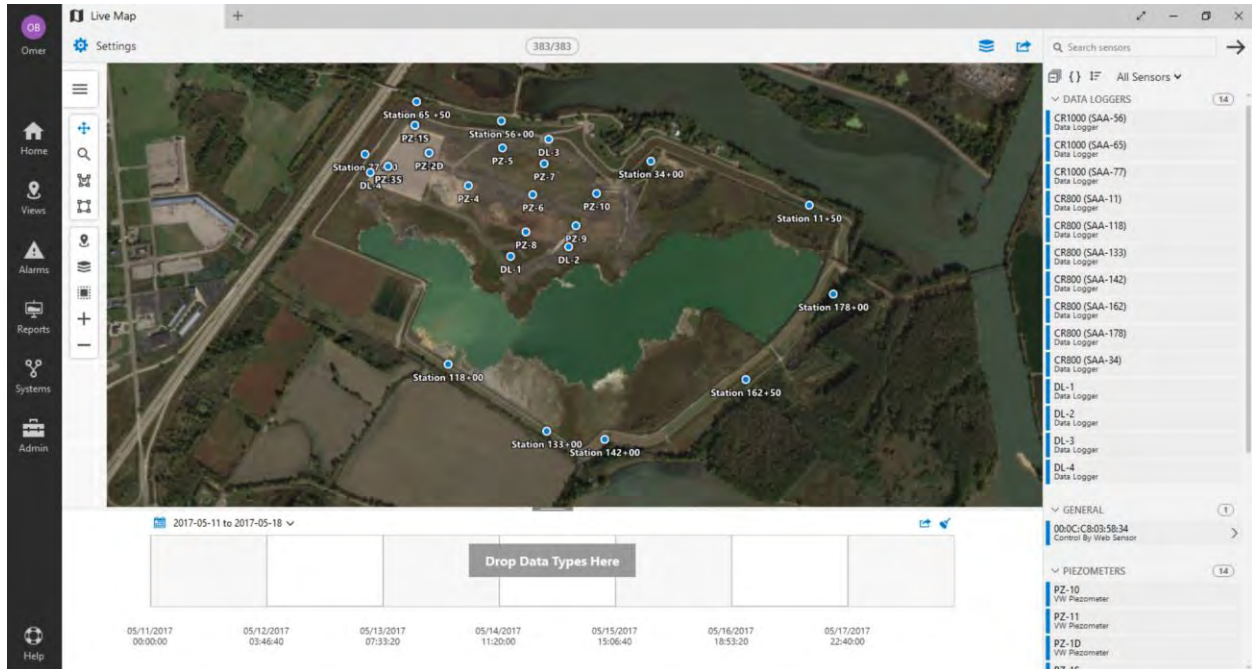 OB
Omer
Home
Views
Alarms
Reports
Systems
Admin
Help
Live Map
+
Settings
383/383
Station 65 +50
PZ-1S
Station 56+00
PZ-5
DL-3
PZ-2D
PZ-7
Station 34+00
PZ-3S
DL-4
PZ-4
PZ-6
PZ-10
Station 11+50
PZ-8
PZ-9
DL-1
DL-2
Station 178+00
Station 118+00
Station 162+50
Station 133+00
Station 142+00
2017-05-11 to 2017-05-18
Drop Data Types Here
05/11/2017 05/12/2017 05/13/2017 05/14/2017 05/15/2017 05/16/2017 05/17/2017
00:00:00 03:46:40 07:33:20 11:20:00 15:06:40 18:53:20 22:40:00
Search sensors
{} All Sensors
DATA LOGGERS 14
CR1000 (SAA-56)
Data Logger
CR1000 (SAA-65)
Data Logger
CR1000 (SAA-77)
Data Logger
CR800 (SAA-11)
Data Logger
CR800 (SAA-118)
Data Logger
CR800 (SAA-133)
Data Logger
CR800 (SAA-142)
Data Logger
CR800 (SAA-162)
Data Logger
CR800 (SAA-178)
Data Logger
CR800 (SAA-34)
Data Logger
DL-1
Data Logger
DL-2
Data Logger
DL-3
Data Logger
DL-4
Data Logger
GENERAL 1
00:0C:C8:03:58:34
Control By Web Sensor
PIEZOMETERS 14
PZ-10
VW Piezometer
PZ-11
VW Piezometer
PZ-1D
VW Piezometer